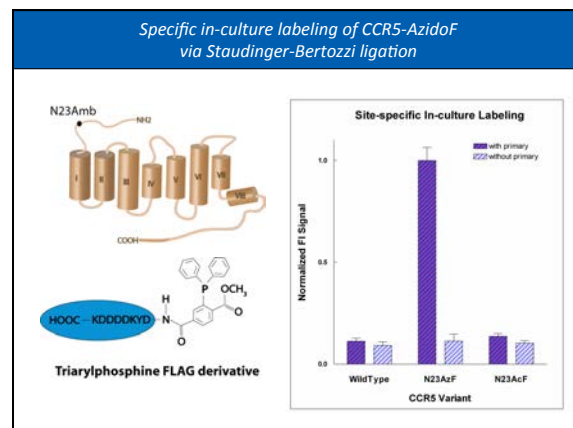 Specific in-culture labeling of CCR5-AzidoF
via Staudinger-Bertozzi ligation
N23Amb
NH2
I
II
III
IV
V
VI
VII
VIII
COOH
P
OCH3
O
H
N
O
HOOC – KDDDDKYD
Triarylphosphine FLAG derivative
Site-specific In-culture Labeling
with primary
without primary
Normalized Fl Signal
1.0
0.5
0.0
WildType N23AzF N23AcF
CCR5 Variant